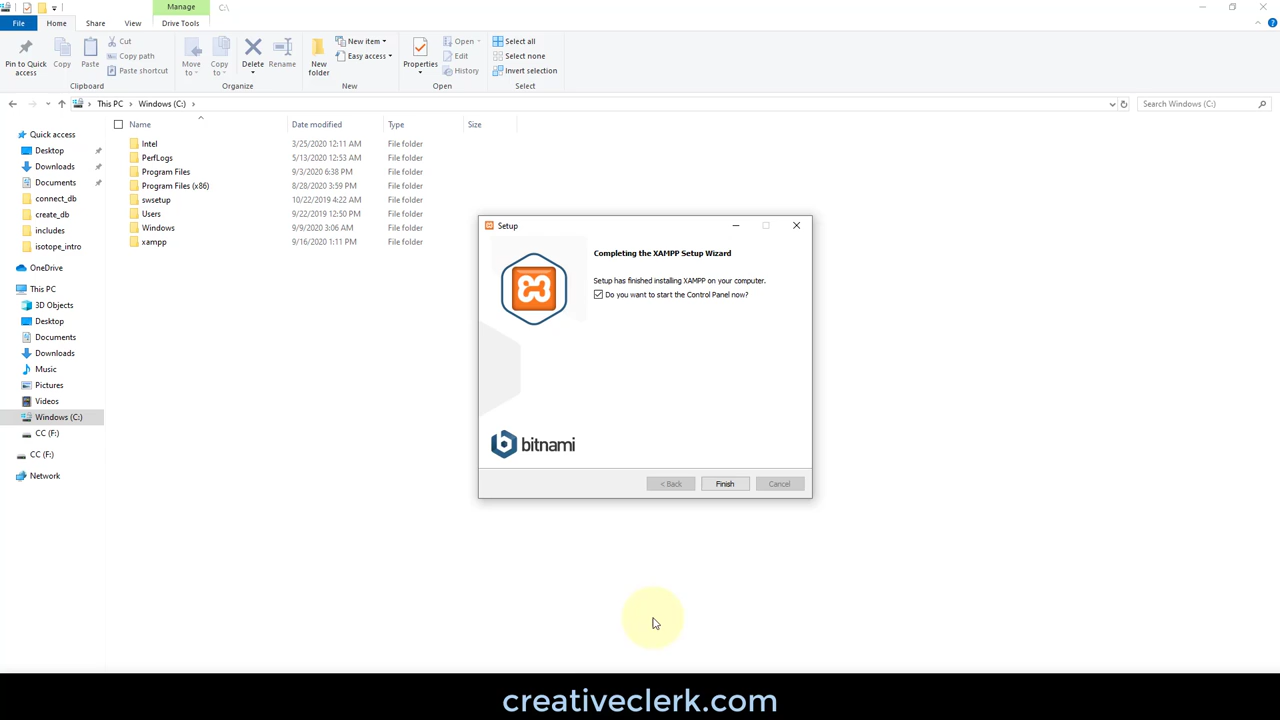 Manage
C:\
File
Home
Share
View
Drive Tools
Pin to Quick access
Copy
Paste
Cut
Copy path
Paste shortcut
Clipboard
Move to
Copy to
Delete
Rename
Organize
New folder
New item
Easy access
New
Properties
Open
Edit
History
Open
Select all
Select none
Invert selection
Select
This PC
Windows (C:)
Search Windows (C:)
Name
Date modified
Type
Size
Intel 3/25/2020 12:11 AM File folder
PerfLogs 5/13/2020 12:53 AM File folder
Program Files 9/3/2020 6:38 PM File folder
Program Files (x86) 8/28/2020 3:59 PM File folder
swsetup 10/22/2019 4:22 AM File folder
Users 9/22/2019 12:50 PM File folder
Windows 9/9/2020 3:06 AM File folder
xampp 9/16/2020 1:11 PM File folder
Quick access
Desktop
Downloads
Documents
connect_db
create_db
includes
isotope_intro
OneDrive
This PC
3D Objects
Desktop
Documents
Downloads
Music
Pictures
Videos
Windows (C:)
CC (F:)
CC (F:)
Network
Setup
Completing the XAMPP Setup Wizard
Setup has finished installing XAMPP on your computer.
Do you want to start the Control Panel now?
bitnami
< Back
Finish
Cancel
creativeclerk.com